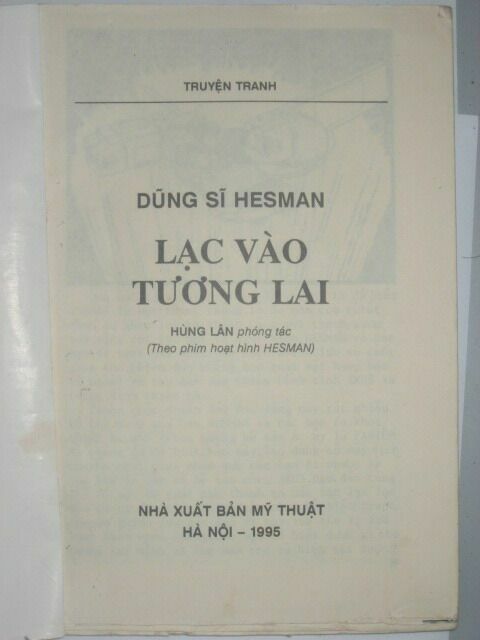 TRUYỆN TRANH
DŨNG SĨ HESMAN
LẠC VÀO
TƯƠNG LAI
HÙNG LÂN phóng tác
(Theo phim hoạt hình HESMAN)
NHÀ XUẤT BẢN MỸ THUẬT
HÀ NỘI – 1995